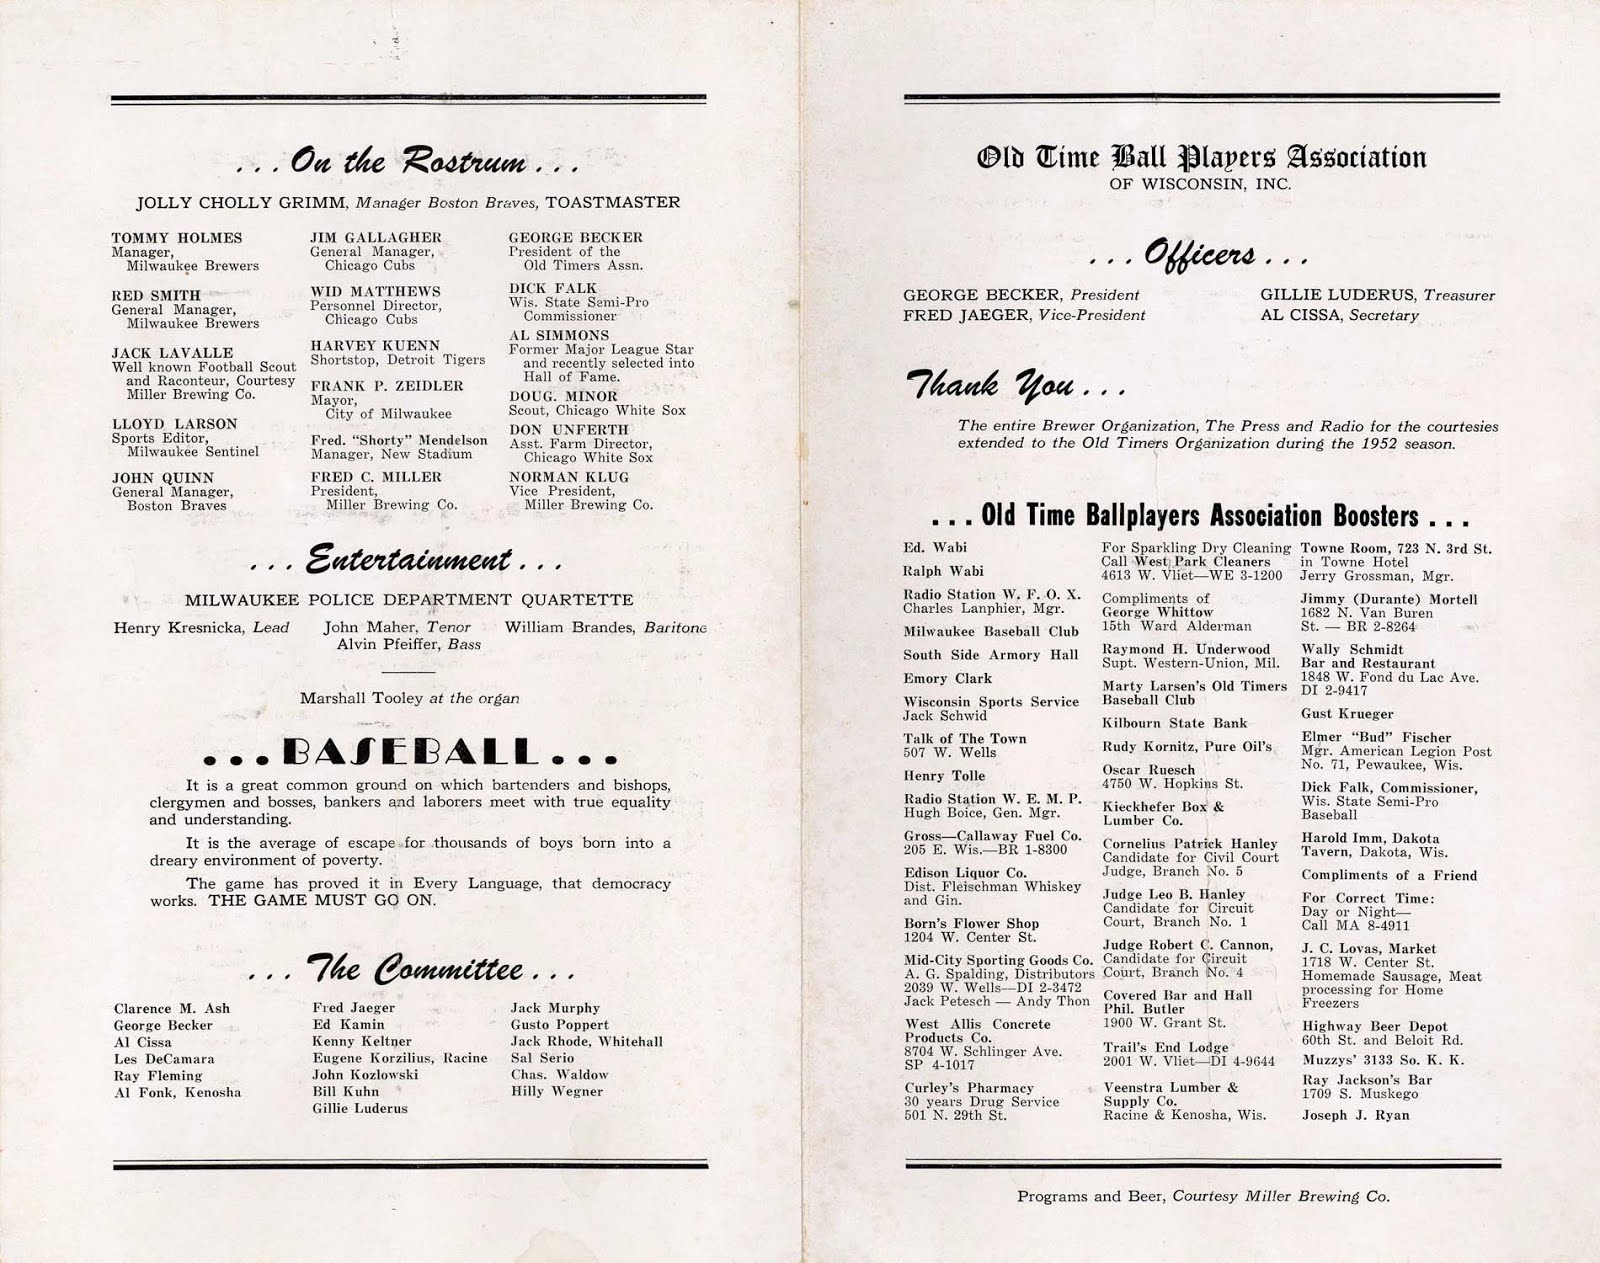 ...On the Rostrum...
JOLLY CHOLLY GRIMM, Manager Boston Braves, TOASTMASTER
TOMMY HOLMES
Manager,
Milwaukee Brewers
RED SMITH
General Manager,
Milwaukee Brewers
JACK LAVALLE
Well known Football Scout
and Raconteur, Courtesy
Miller Brewing Co.
LLOYD LARSON
Sports Editor,
Milwaukee Sentinel
JOHN QUINN
General Manager,
Boston Braves
JIM GALLAGHER
General Manager,
Chicago Cubs
WID MATTHEWS
Personnel Director,
Chicago Cubs
HARVEY KUENN
Shortstop, Detroit Tigers
FRANK P. ZEIDLER
Mayor,
City of Milwaukee
Fred. "Shorty" Mendelson
Manager, New Stadium
FRED C. MILLER
President,
Miller Brewing Co.
GEORGE BECKER
President of the
Old Timers Assn.
DICK FALK
Wis. State Semi-Pro
Commissioner
AL SIMMONS
Former Major League Star
and recently selected into
Hall of Fame.
DOUG. MINOR
Scout, Chicago White Sox
DON UNFERTH
Asst. Farm Director,
Chicago White Sox
NORMAN KLUG
Vice President,
Miller Brewing Co.
...Entertainment...
MILWAUKEE POLICE DEPARTMENT QUARTETTE
Henry Kresnicka, Lead John Maher, Tenor William Brandes, Baritone
Alvin Pfeiffer, Bass
Marshall Tooley at the organ
...BASEBALL...
It is a great common ground on which bartenders and bishops,
clergymen and bosses, bankers and laborers meet with true equality
and understanding.
It is the average of escape for thousands of boys born into a
dreary environment of poverty.
The game has proved it in Every Language, that democracy
works. THE GAME MUST GO ON.
...The Committee...
Clarence M. Ash
George Becker
Al Cissa
Les DeCamara
Ray Fleming
Al Fonk, Kenosha
Fred Jaeger
Ed Kamin
Kenny Keltner
Eugene Korzilius, Racine
John Kozlowski
Bill Kuhn
Gillie Luderus
Jack Murphy
Gusto Poppert
Jack Rhode, Whitehall
Sal Serio
Chas. Waldow
Hilly Wegner
Old Time Ball Players Association
OF WISCONSIN, INC.
...Officers...
GEORGE BECKER, President
FRED JAEGER, Vice-President
GILLIE LUDERUS, Treasurer
AL CISSA, Secretary
Thank You...
The entire Brewer Organization, The Press and Radio for the courtesies
extended to the Old Timers Organization during the 1952 season.
...Old Time Ballplayers Association Boosters...
Ed. Wabi
Ralph Wabi
Radio Station W. F. O. X.
Charles Lanphier, Mgr.
Milwaukee Baseball Club
South Side Armory Hall
Emory Clark
Wisconsin Sports Service
Jack Schwid
Talk of The Town
507 W. Wells
Henry Tolle
Radio Station W. E. M. P.
Hugh Boice, Gen. Mgr.
Gross—Callaway Fuel Co.
205 E. Wis.—BR 1-8300
Edison Liquor Co.
Dist. Fleischman Whiskey
and Gin.
Born's Flower Shop
1204 W. Center St.
Mid-City Sporting Goods Co.
A. G. Spalding, Distributors
2039 W. Wells—DI 2-3472
Jack Petesch — Andy Thon
West Allis Concrete
Products Co.
8704 W. Schlinger Ave.
SP 4-1017
Curley's Pharmacy
30 years Drug Service
501 N. 29th St.
For Sparkling Dry Cleaning
Call West Park Cleaners
4613 W. Vliet—WE 3-1200
Compliments of
George Whittow
15th Ward Alderman
Raymond H. Underwood
Supt. Western-Union, Mil.
Marty Larsen's Old Timers
Baseball Club
Kilbourn State Bank
Rudy Kornitz, Pure Oil's
Oscar Ruesch
4750 W. Hopkins St.
Kieckhefer Box &
Lumber Co.
Cornelius Patrick Hanley
Candidate for Civil Court
Judge, Branch No. 5
Judge Leo B. Hanley
Candidate for Circuit
Court, Branch No. 1
Judge Robert C. Cannon,
Candidate for Circuit
Court, Branch No. 4
Covered Bar and Hall
Phil. Butler
1900 W. Grant St.
Trail's End Lodge
2001 W. Vliet—DI 4-9644
Veenstra Lumber &
Supply Co.
Racine & Kenosha, Wis.
Towne Room, 723 N. 3rd St.
in Towne Hotel
Jerry Grossman, Mgr.
Jimmy (Durante) Mortell
1682 N. Van Buren
St. — BR 2-8264
Wally Schmidt
Bar and Restaurant
1848 W. Fond du Lac Ave.
DI 2-9417
Gust Krueger
Elmer "Bud" Fischer
Mgr. American Legion Post
No. 71, Pewaukee, Wis.
Dick Falk, Commissioner,
Wis. State Semi-Pro
Baseball
Harold Imm, Dakota
Tavern, Dakota, Wis.
Compliments of a Friend
For Correct Time:
Day or Night—
Call MA 8-4911
J. C. Lovas, Market
1718 W. Center St.
Homemade Sausage, Meat
processing for Home
Freezers
Highway Beer Depot
60th St. and Beloit Rd.
Muzzys' 3133 So. K. K.
Ray Jackson's Bar
1709 S. Muskego
Joseph J. Ryan
Programs and Beer, Courtesy Miller Brewing Co.